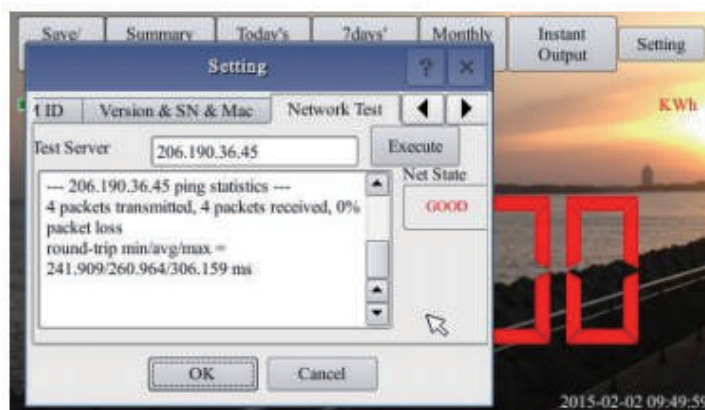 Save/
Summary
Today's
7days'
Monthly
Instant
Output
Setting
Setting
? ×
ID
Version & SN & Mac
Network Test
KWh
Test Server
206.190.36.45
Execute
--- 206.190.36.45 ping statistics ---
4 packets transmitted, 4 packets received, 0%
packet loss
round-trip min/avg/max =
241.909/260.964/306.159 ms
Net State
GOOD
OK
Cancel
2015-02-02 09:49:59